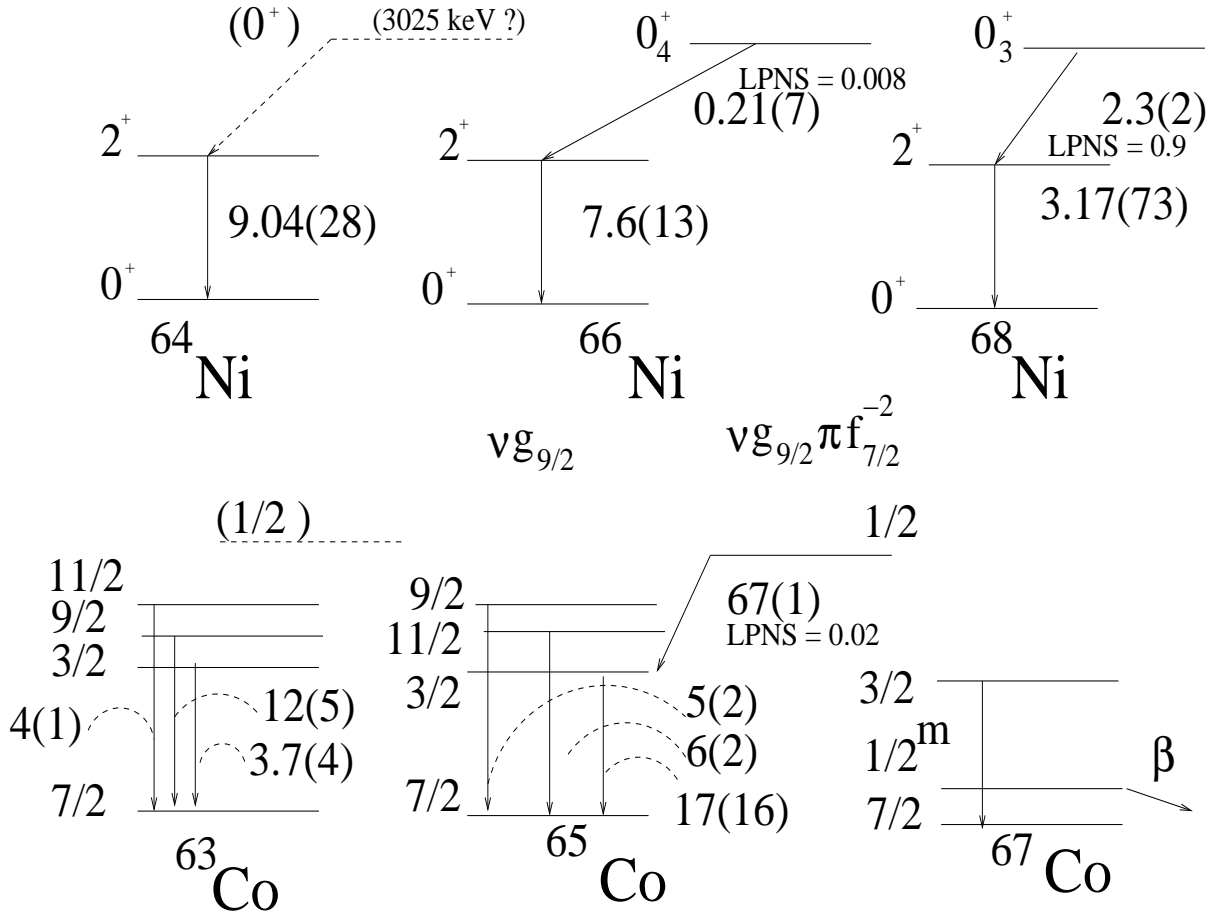 (0⁺) (3025 keV ?) 0₄⁺ 0₃⁺
LPNS = 0.008
0.21(7) 2.3(2)
2⁺ 2⁺ 2⁺ LPNS = 0.9
9.04(28) 7.6(13) 3.17(73)
0⁺ 0⁺ 0⁺
⁶⁴Ni ⁶⁶Ni ⁶⁸Ni
νg₉/₂ νg₉/₂ πf₇/₂⁻²
(1/2 ) 1/2
11/2
9/2 9/2 67(1)
11/2 LPNS = 0.02
3/2 3/2 3/2
4(1) 12(5) 5(2)
3.7(4) 6(2) 1/2ᵐ β
7/2 7/2 17(16) 7/2
⁶³Co ⁶⁵Co ⁶⁷Co